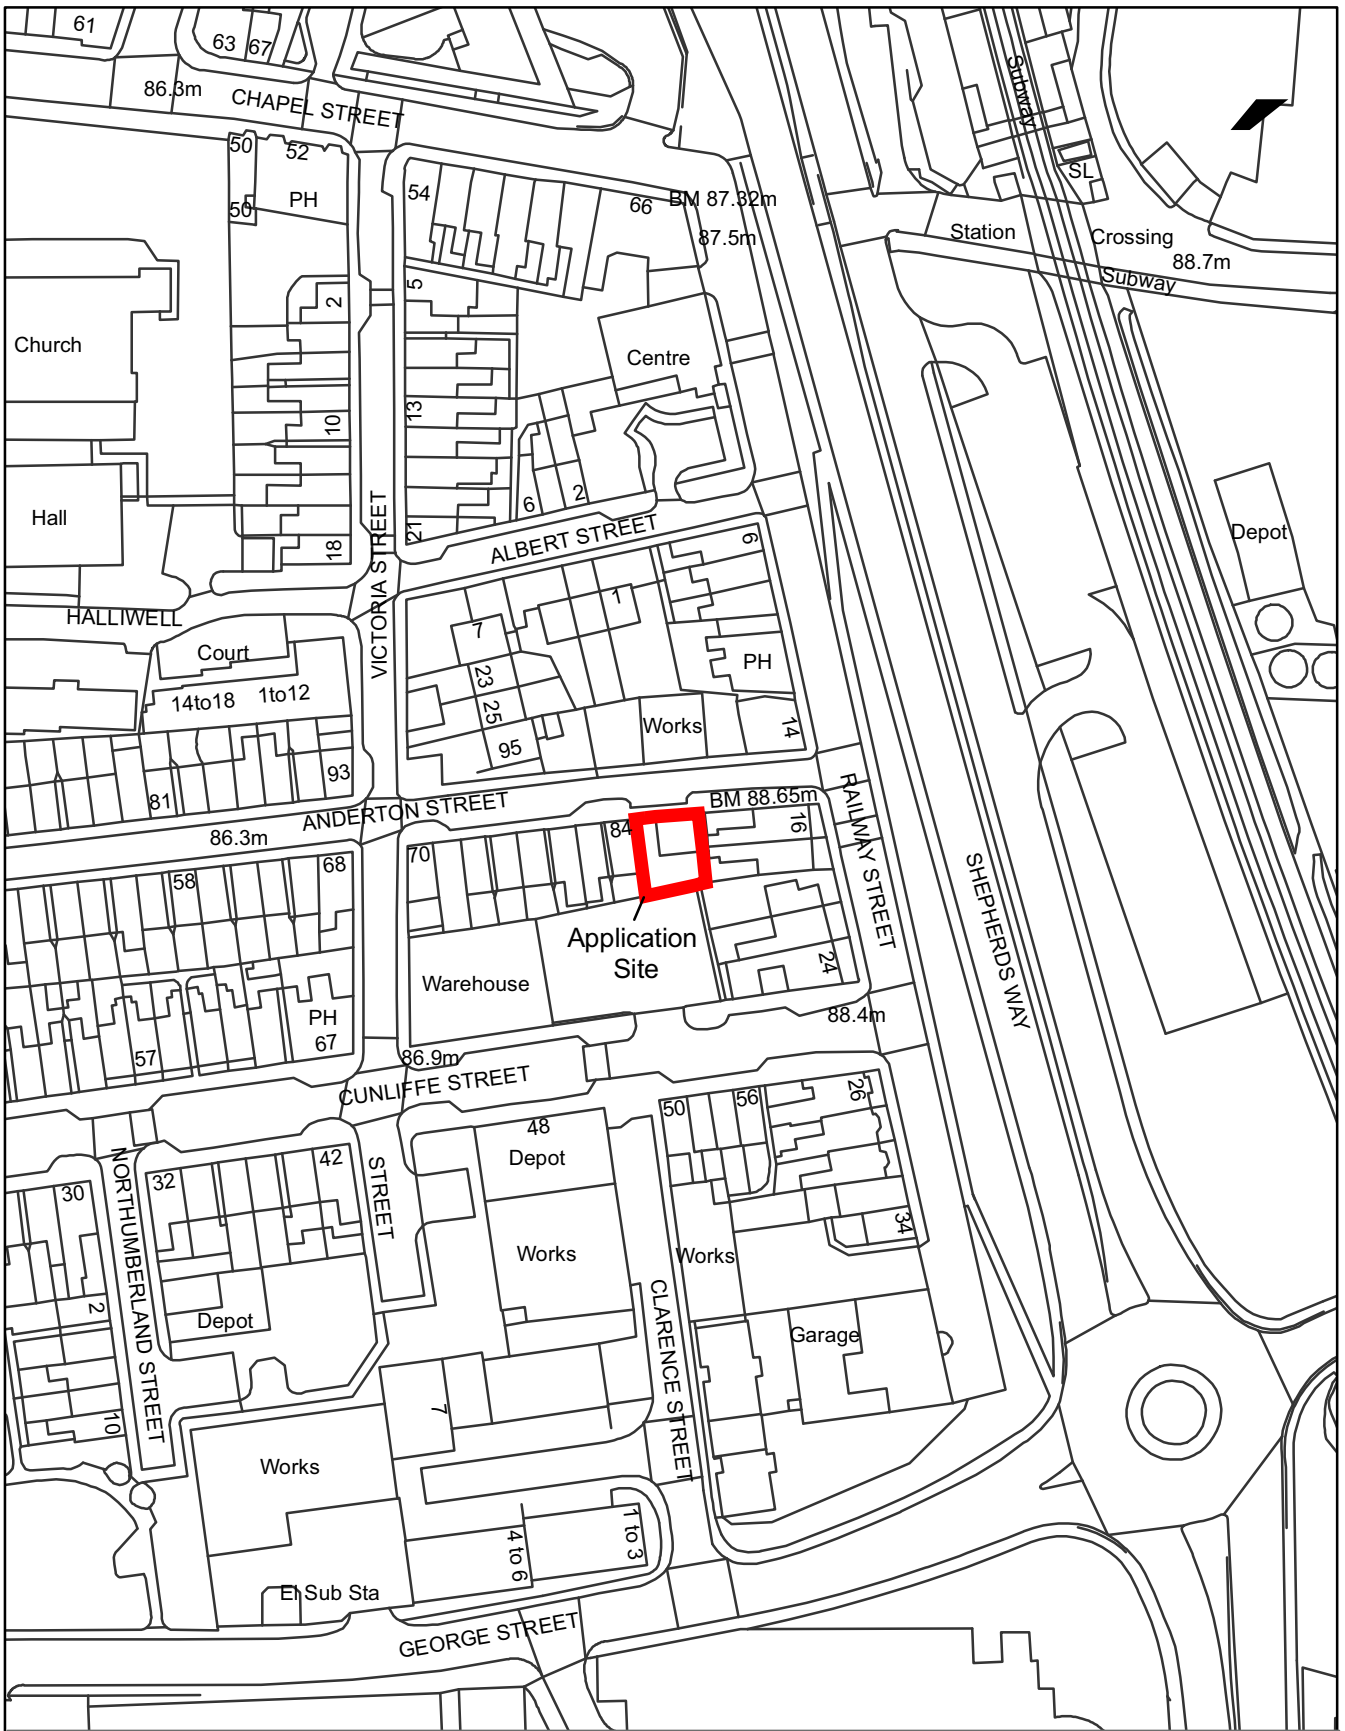 61
63
67
86.3m
CHAPEL STREET
50
52
PH
50
54
66
BM 87.32m
87.5m
Subway
SL
Station
Crossing
88.7m
Subway
Church
2
5
Centre
10
13
Hall
18
21
6
2
VICTORIA STREET
ALBERT STREET
6
Depot
HALLIWELL
Court
14to18
1to12
7
1
23
25
95
PH
Works
14
81
93
ANDERTON STREET
86.3m
BM 88.65m
84
16
RAILWAY STREET
SHEPHERDS WAY
58
68
70
Application
Site
Warehouse
24
PH
67
57
88.4m
86.9m
CUNLIFFE STREET
50
56
26
48
Depot
NORTHUMBERLAND STREET
30
32
42
STREET
34
Works
Works
2
Depot
CLARENCE STREET
Garage
10
7
Works
4 to 6
1 to 3
El Sub Sta
GEORGE STREET